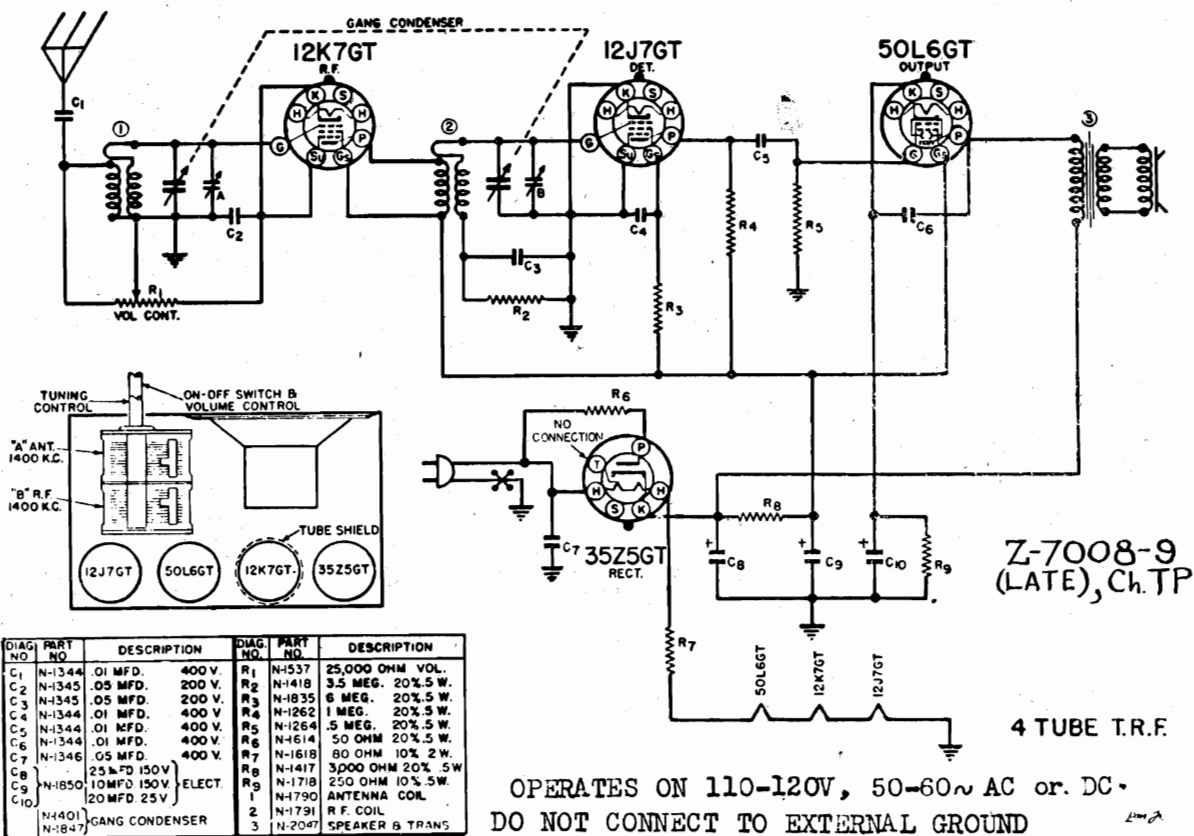 GANG CONDENSER
12K7GT
R.F.
12J7GT
DET.
50L6GT
OUTPUT
C1
1
G
K
S
H
H
P
Su
Gs
A
C2
R1
VOL CONT.
2
G
K
S
H
H
P
Su
Gs
B
C4
C3
R2
C5
R4
R5
R3
K
S
H
H
P
G
Gs
C6
3
TUNING CONTROL
ON-OFF SWITCH & VOLUME CONTROL
"A" ANT.
1400 K.C.
"B" R.F.
1400 K.C.
TUBE SHIELD
12J7GT
50L6GT
12K7GT
35Z5GT
R6
NO CONNECTION
T
P
H
H
S
K
35Z5GT
RECT.
C7
R8
+
C8
+
C9
+
C10
R9
R7
50L6GT
12K7GT
12J7GT
Z-7008-9
(LATE), Ch. TP
4 TUBE T.R.F.
DIAG NO PART NO DESCRIPTION DIAG. NO. PART NO. DESCRIPTION
C1 N-1344 .01 MFD. 400 V. R1 N-1537 25,000 OHM VOL.
C2 N-1345 .05 MFD. 200 V. R2 N-1418 3.5 MEG. 20% .5 W.
C3 N-1345 .05 MFD. 200 V. R3 N-1835 6 MEG. 20% .5 W.
C4 N-1344 .01 MFD. 400 V. R4 N-1262 1 MEG. 20% .5 W.
C5 N-1344 .01 MFD. 400 V. R5 N-1264 .5 MEG. 20% .5 W.
C6 N-1344 .01 MFD. 400 V. R6 N-1614 50 OHM 20% .5 W.
C7 N-1346 .05 MFD. 400 V. R7 N-1618 80 OHM 10% 2 W.
C8 25 MFD. 150 V R8 N-1417 3,000 OHM 20% .5W
C9 N-1850 10 MFD. 150 V. ELECT. R9 N-1718 250 OHM 10% .5W.
C10 20 MFD. 25 V 1 N-1790 ANTENNA COIL
N-1401 GANG CONDENSER 2 N-1791 R.F. COIL
N-1847 3 N-2047 SPEAKER & TRANS
OPERATES ON 110-120V, 50-60~ AC or. DC.
DO NOT CONNECT TO EXTERNAL GROUND